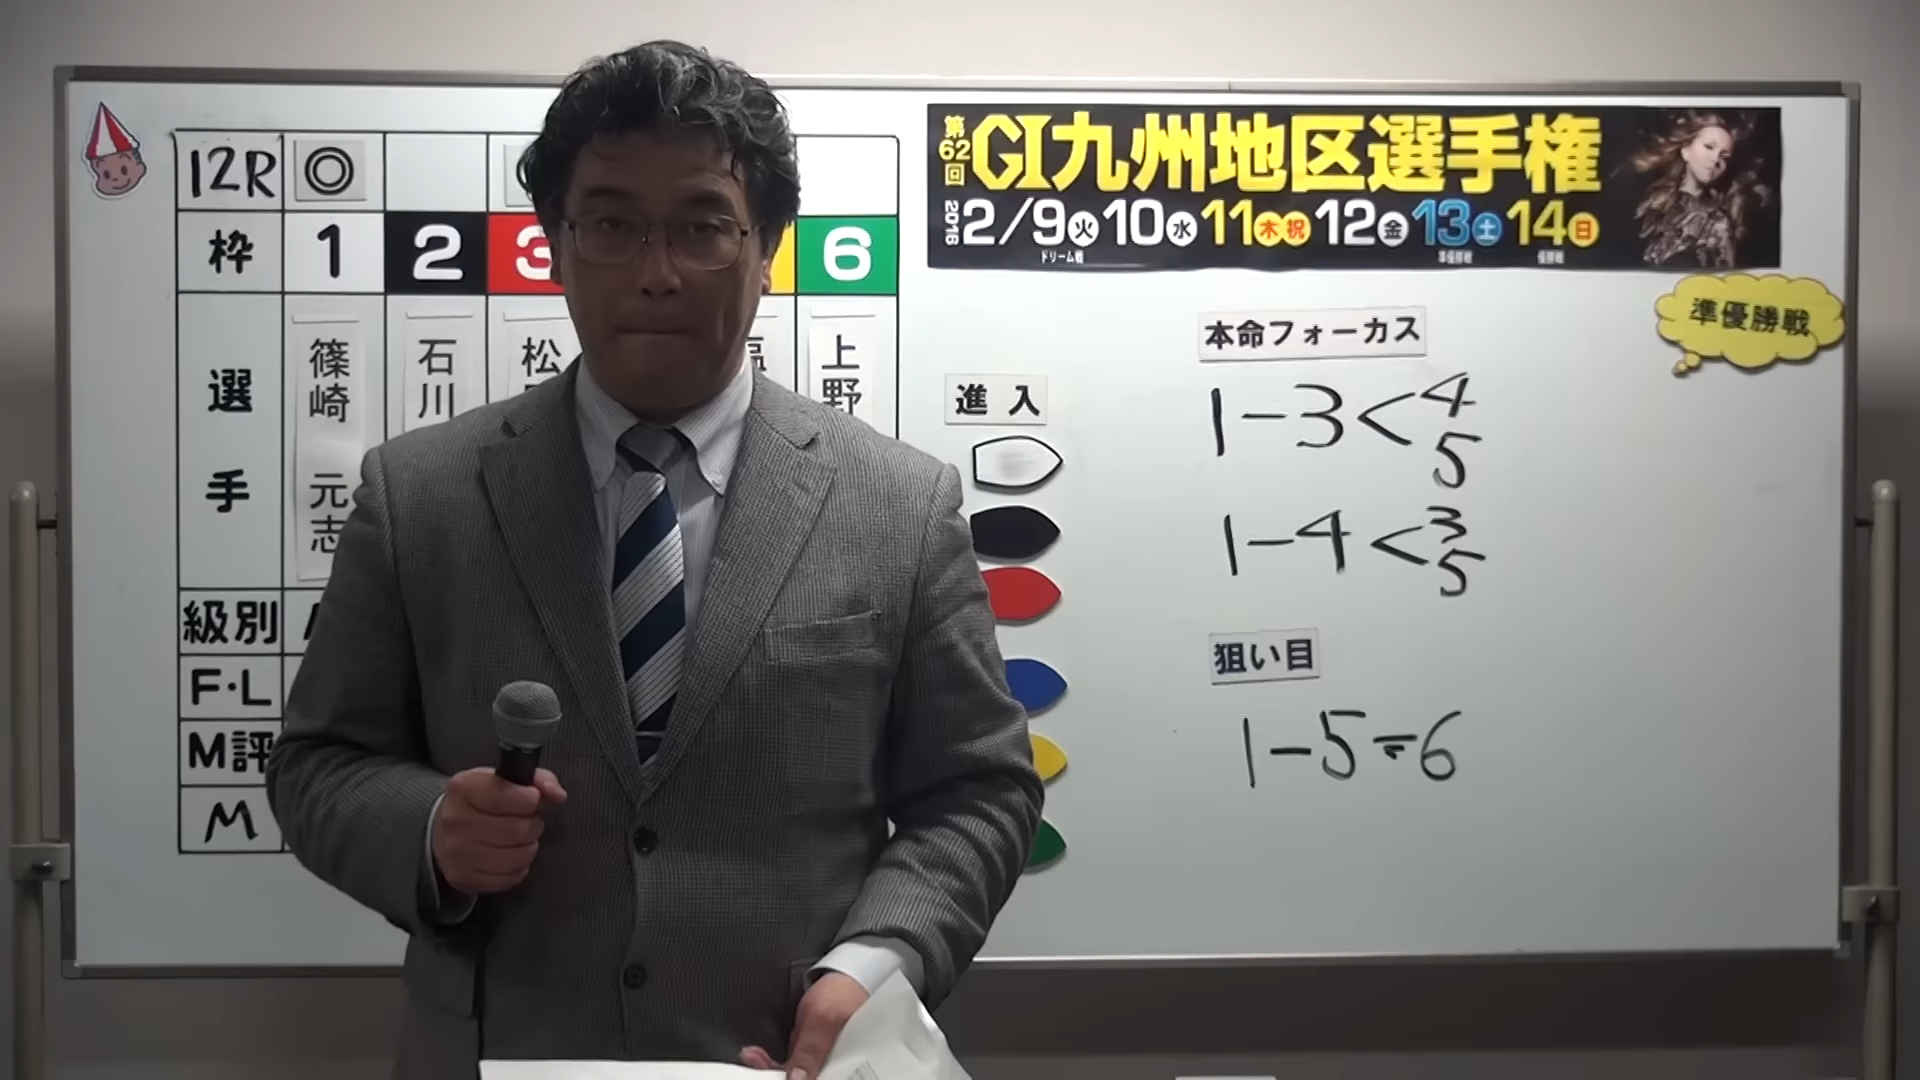 12R ◎
枠 1 2 3 6
選手
篠崎 元志
石川
松
上野
級別
F・L
M評
M
第62回 GI九州地区選手権
2016 2/9火 10水 11木祝 12金 13土 14日
ドリーム戦 準優勝戦 優勝戦
準優勝戦
本命フォーカス
進入
1-3<4 5
1-4<3 5
狙い目
1-5=6